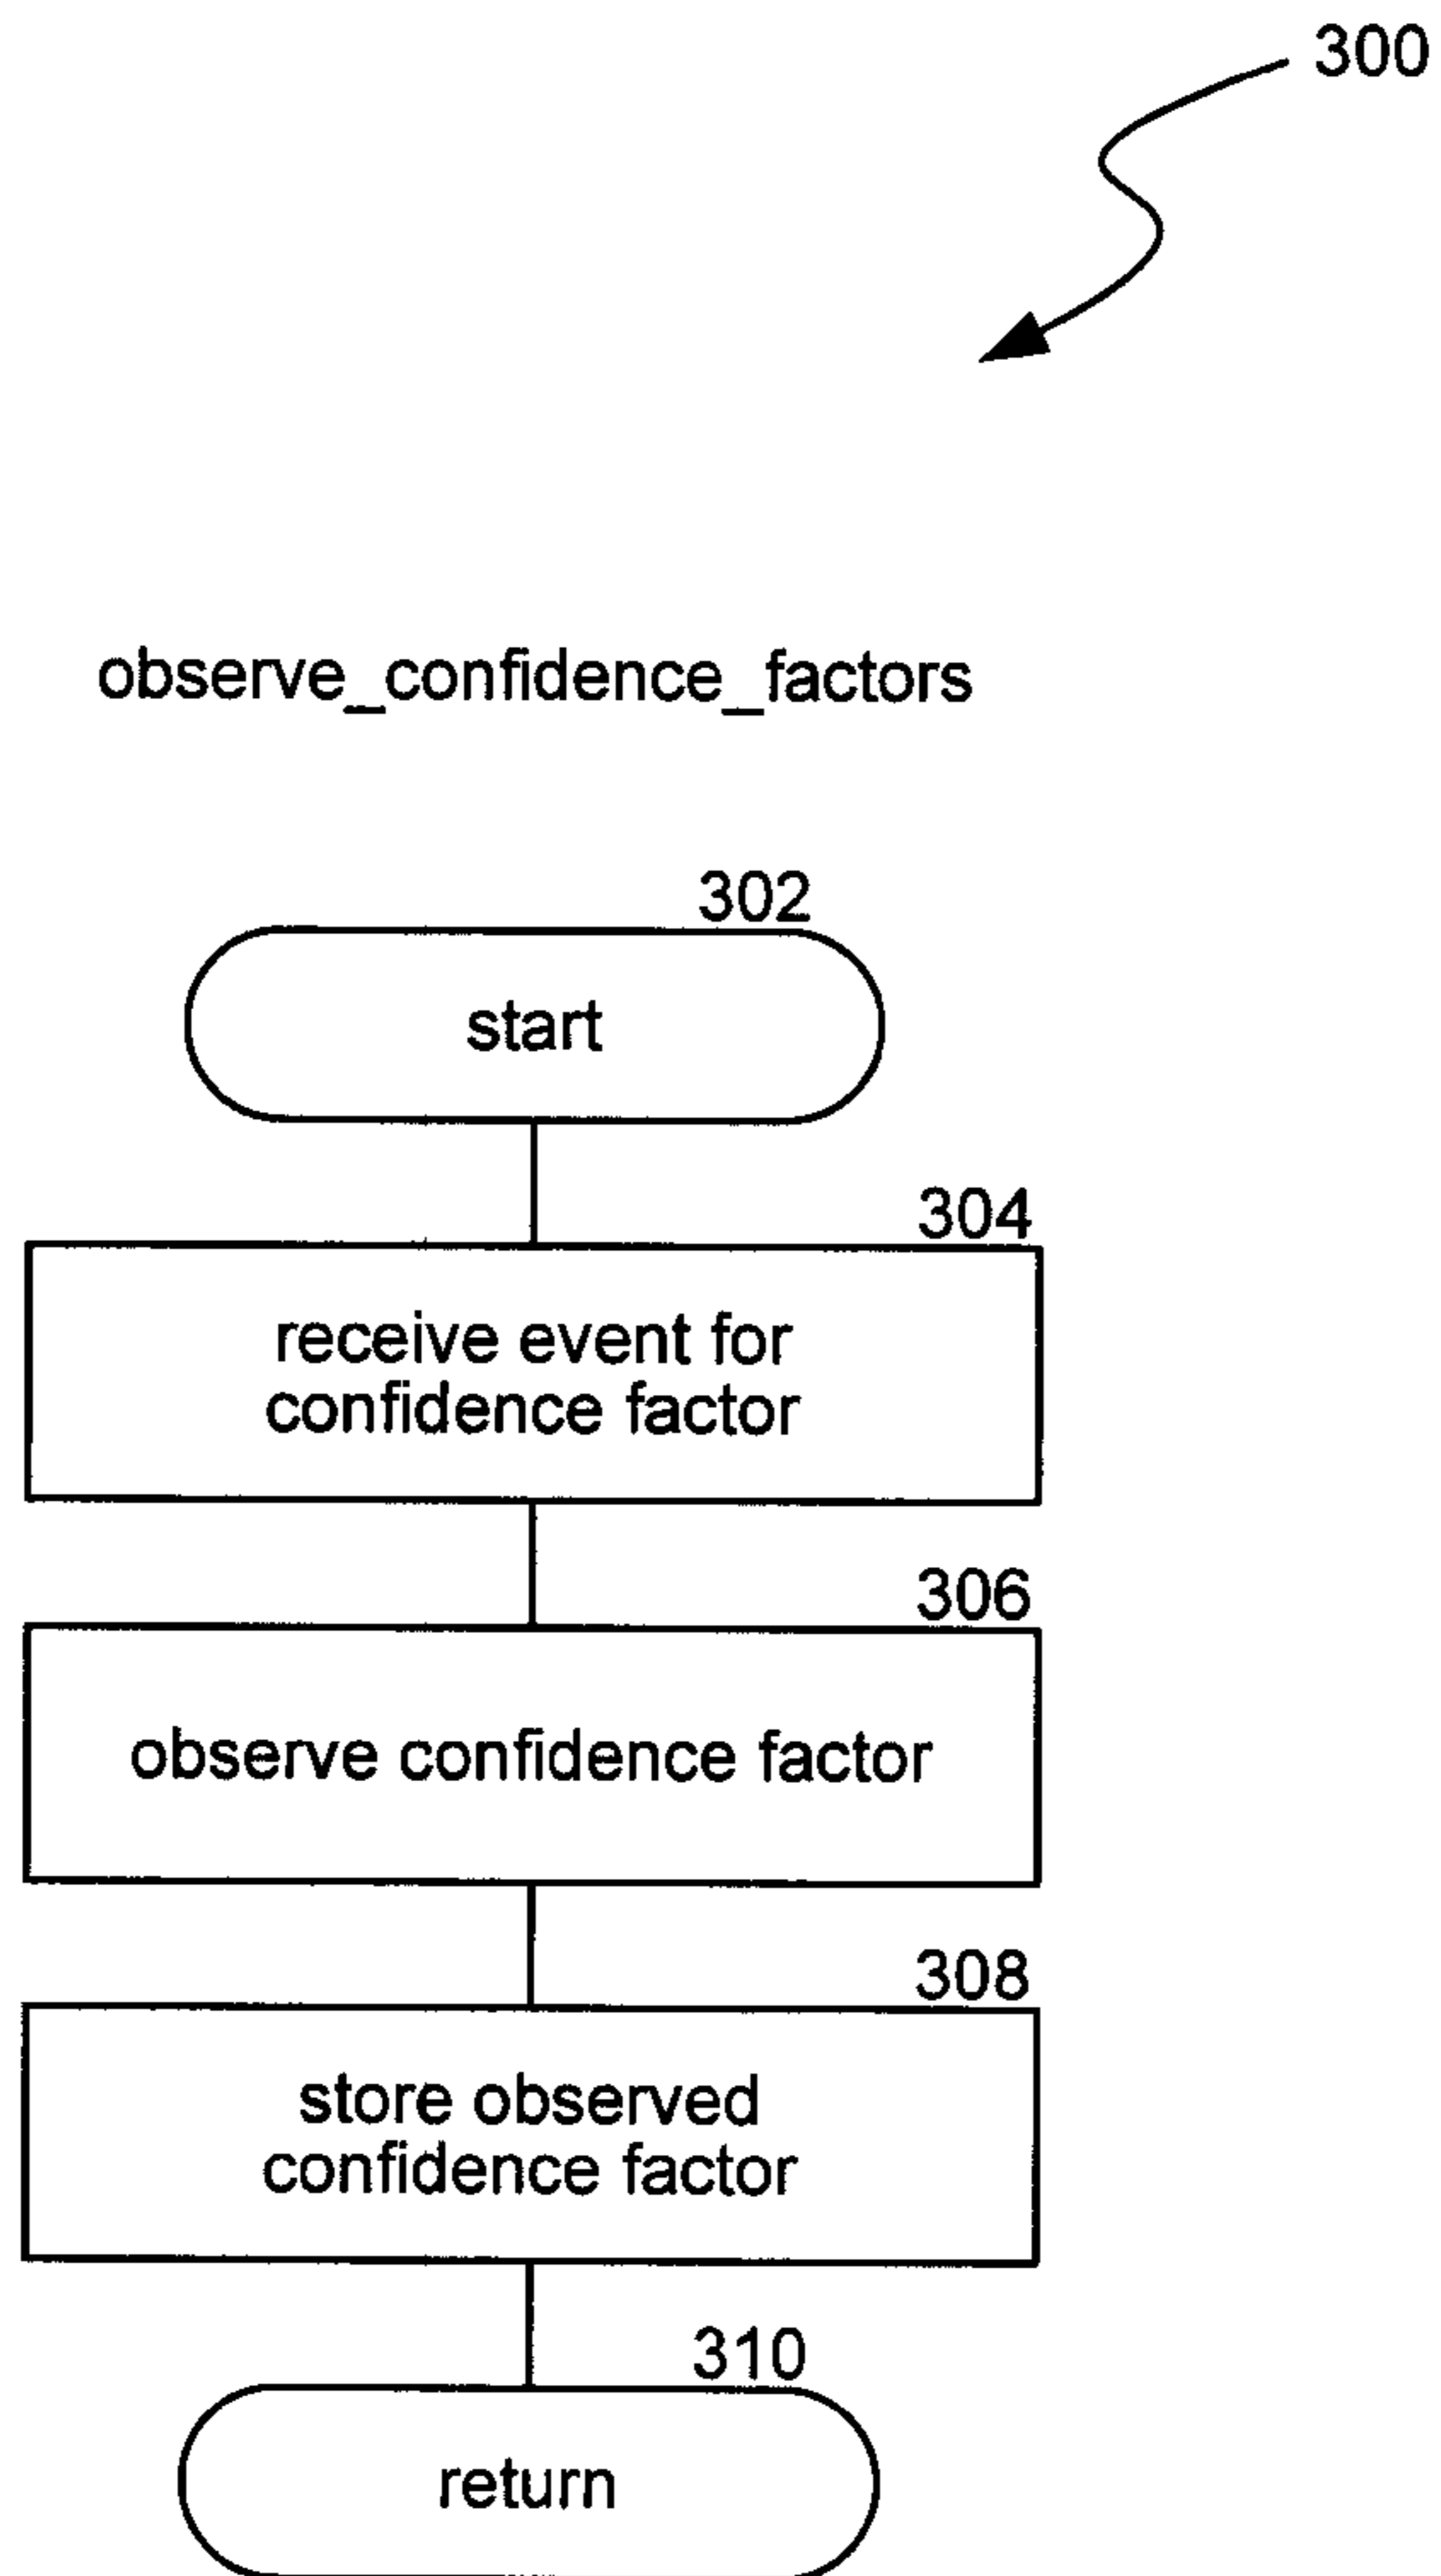 300
observe_confidence_factors
302
start
304
receive event for
confidence factor
306
observe confidence factor
308
store observed
confidence factor
310
return